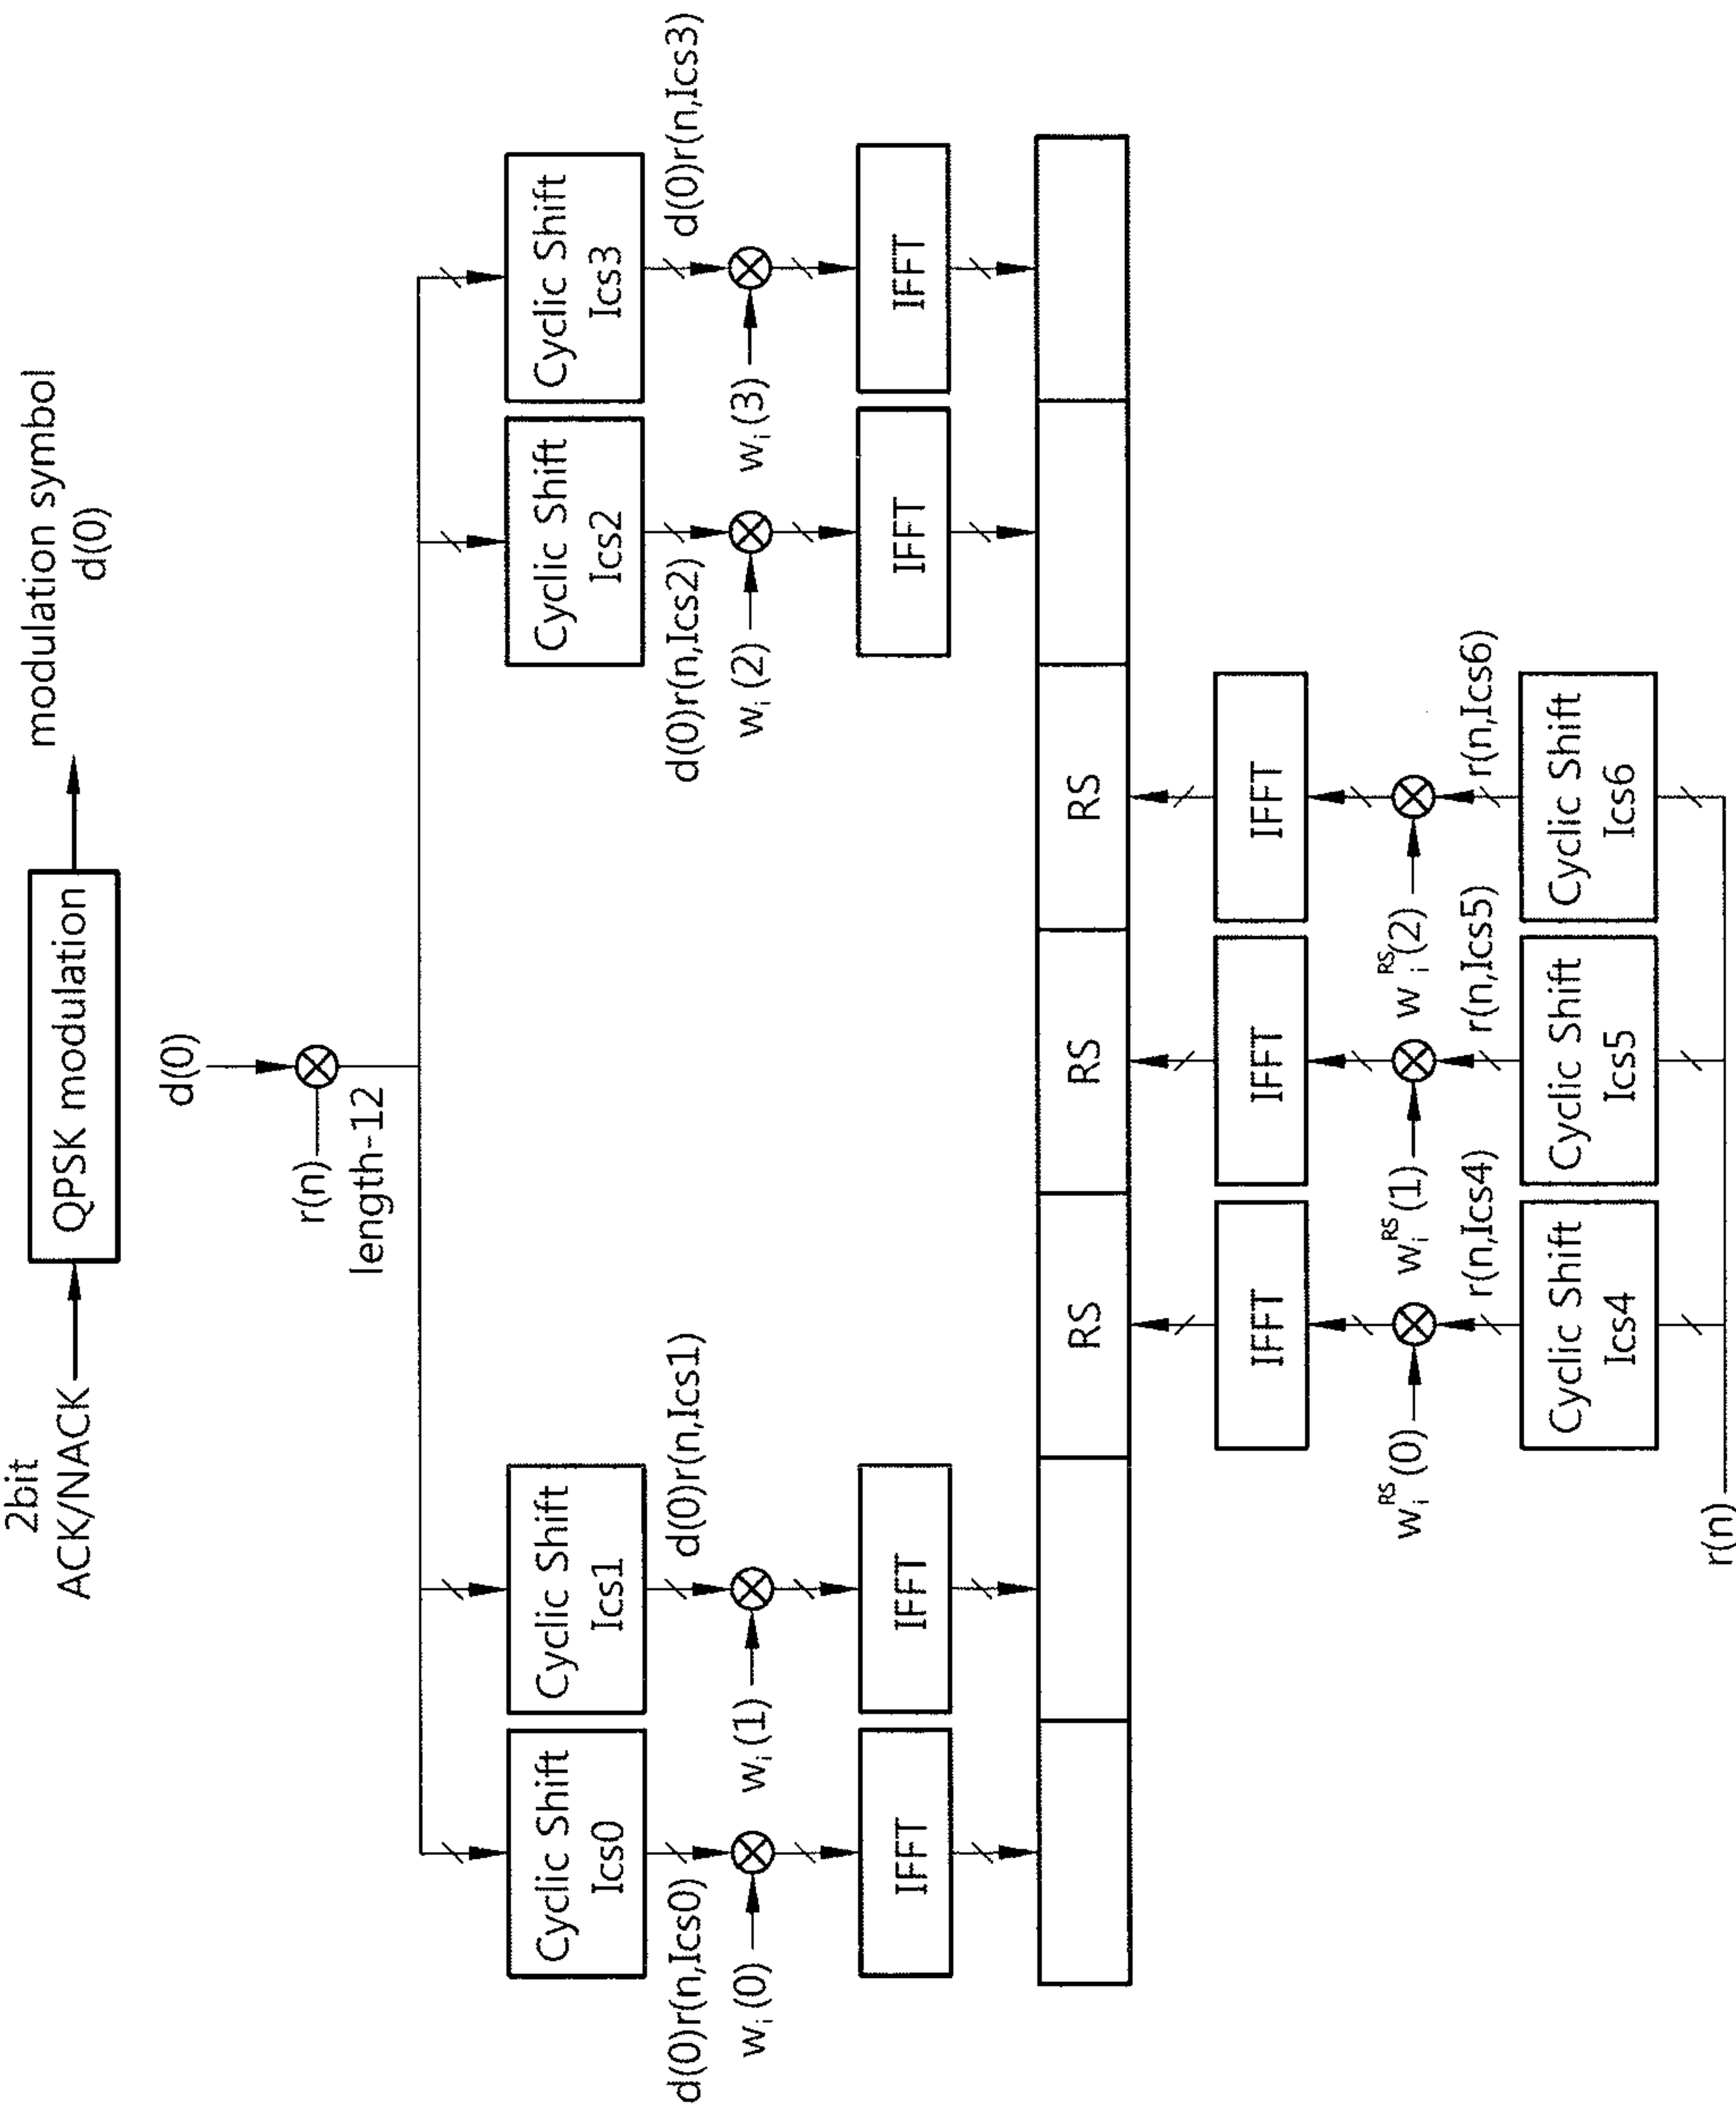 2bit
ACK/NACK
QPSK modulation
modulation symbol
d(0)
d(0)
r(n)
length-12
Cyclic Shift
Ics0
Cyclic Shift
Ics1
Cyclic Shift
Ics2
Cyclic Shift
Ics3
d(0)r(n,Ics0)
d(0)r(n,Ics1)
d(0)r(n,Ics2)
d(0)r(n,Ics3)
wᵢ(0)
wᵢ(1)
wᵢ(2)
wᵢ(3)
IFFT
IFFT
IFFT
IFFT
RS
RS
RS
IFFT
IFFT
IFFT
wᵢᴿˢ(0)
wᵢᴿˢ(1)
wᵢᴿˢ(2)
r(n,Ics4)
r(n,Ics5)
r(n,Ics6)
Cyclic Shift
Ics4
Cyclic Shift
Ics5
Cyclic Shift
Ics6
r(n)